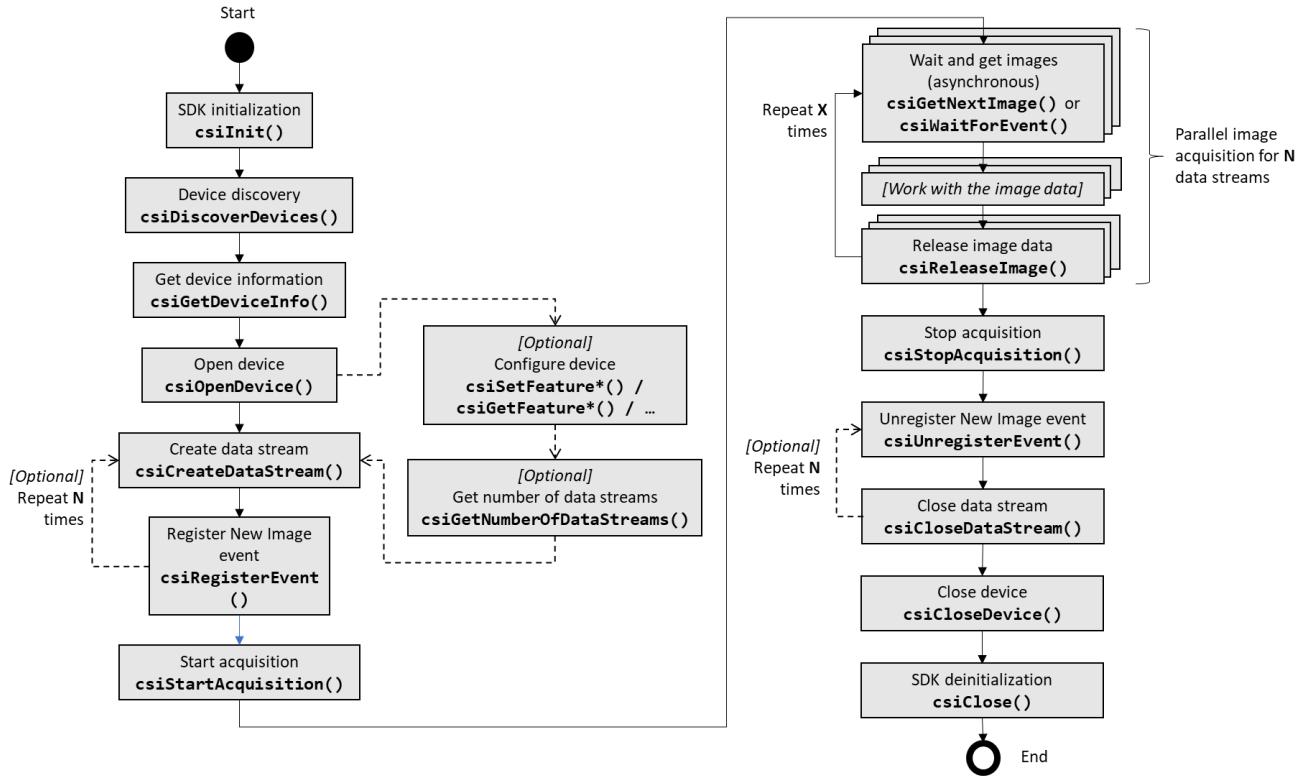 Start
SDK initialization
csiInit()
Device discovery
csiDiscoverDevices()
Get device information
csiGetDeviceInfo()
Open device
csiOpenDevice()
[Optional]
Configure device
csiSetFeature*() /
csiGetFeature*() / …
[Optional]
Get number of data streams
csiGetNumberOfDataStreams()
Create data stream
csiCreateDataStream()
[Optional]
Repeat N
times
Register New Image
event
csiRegisterEvent
()
Start acquisition
csiStartAcquisition()
Wait and get images
(asynchronous)
csiGetNextImage() or
csiWaitForEvent()
Repeat X
times
[Work with the image data]
Release image data
csiReleaseImage()
Parallel image
acquisition for N
data streams
Stop acquisition
csiStopAcquisition()
Unregister New Image event
csiUnregisterEvent()
[Optional]
Repeat N
times
Close data stream
csiCloseDataStream()
Close device
csiCloseDevice()
SDK deinitialization
csiClose()
End